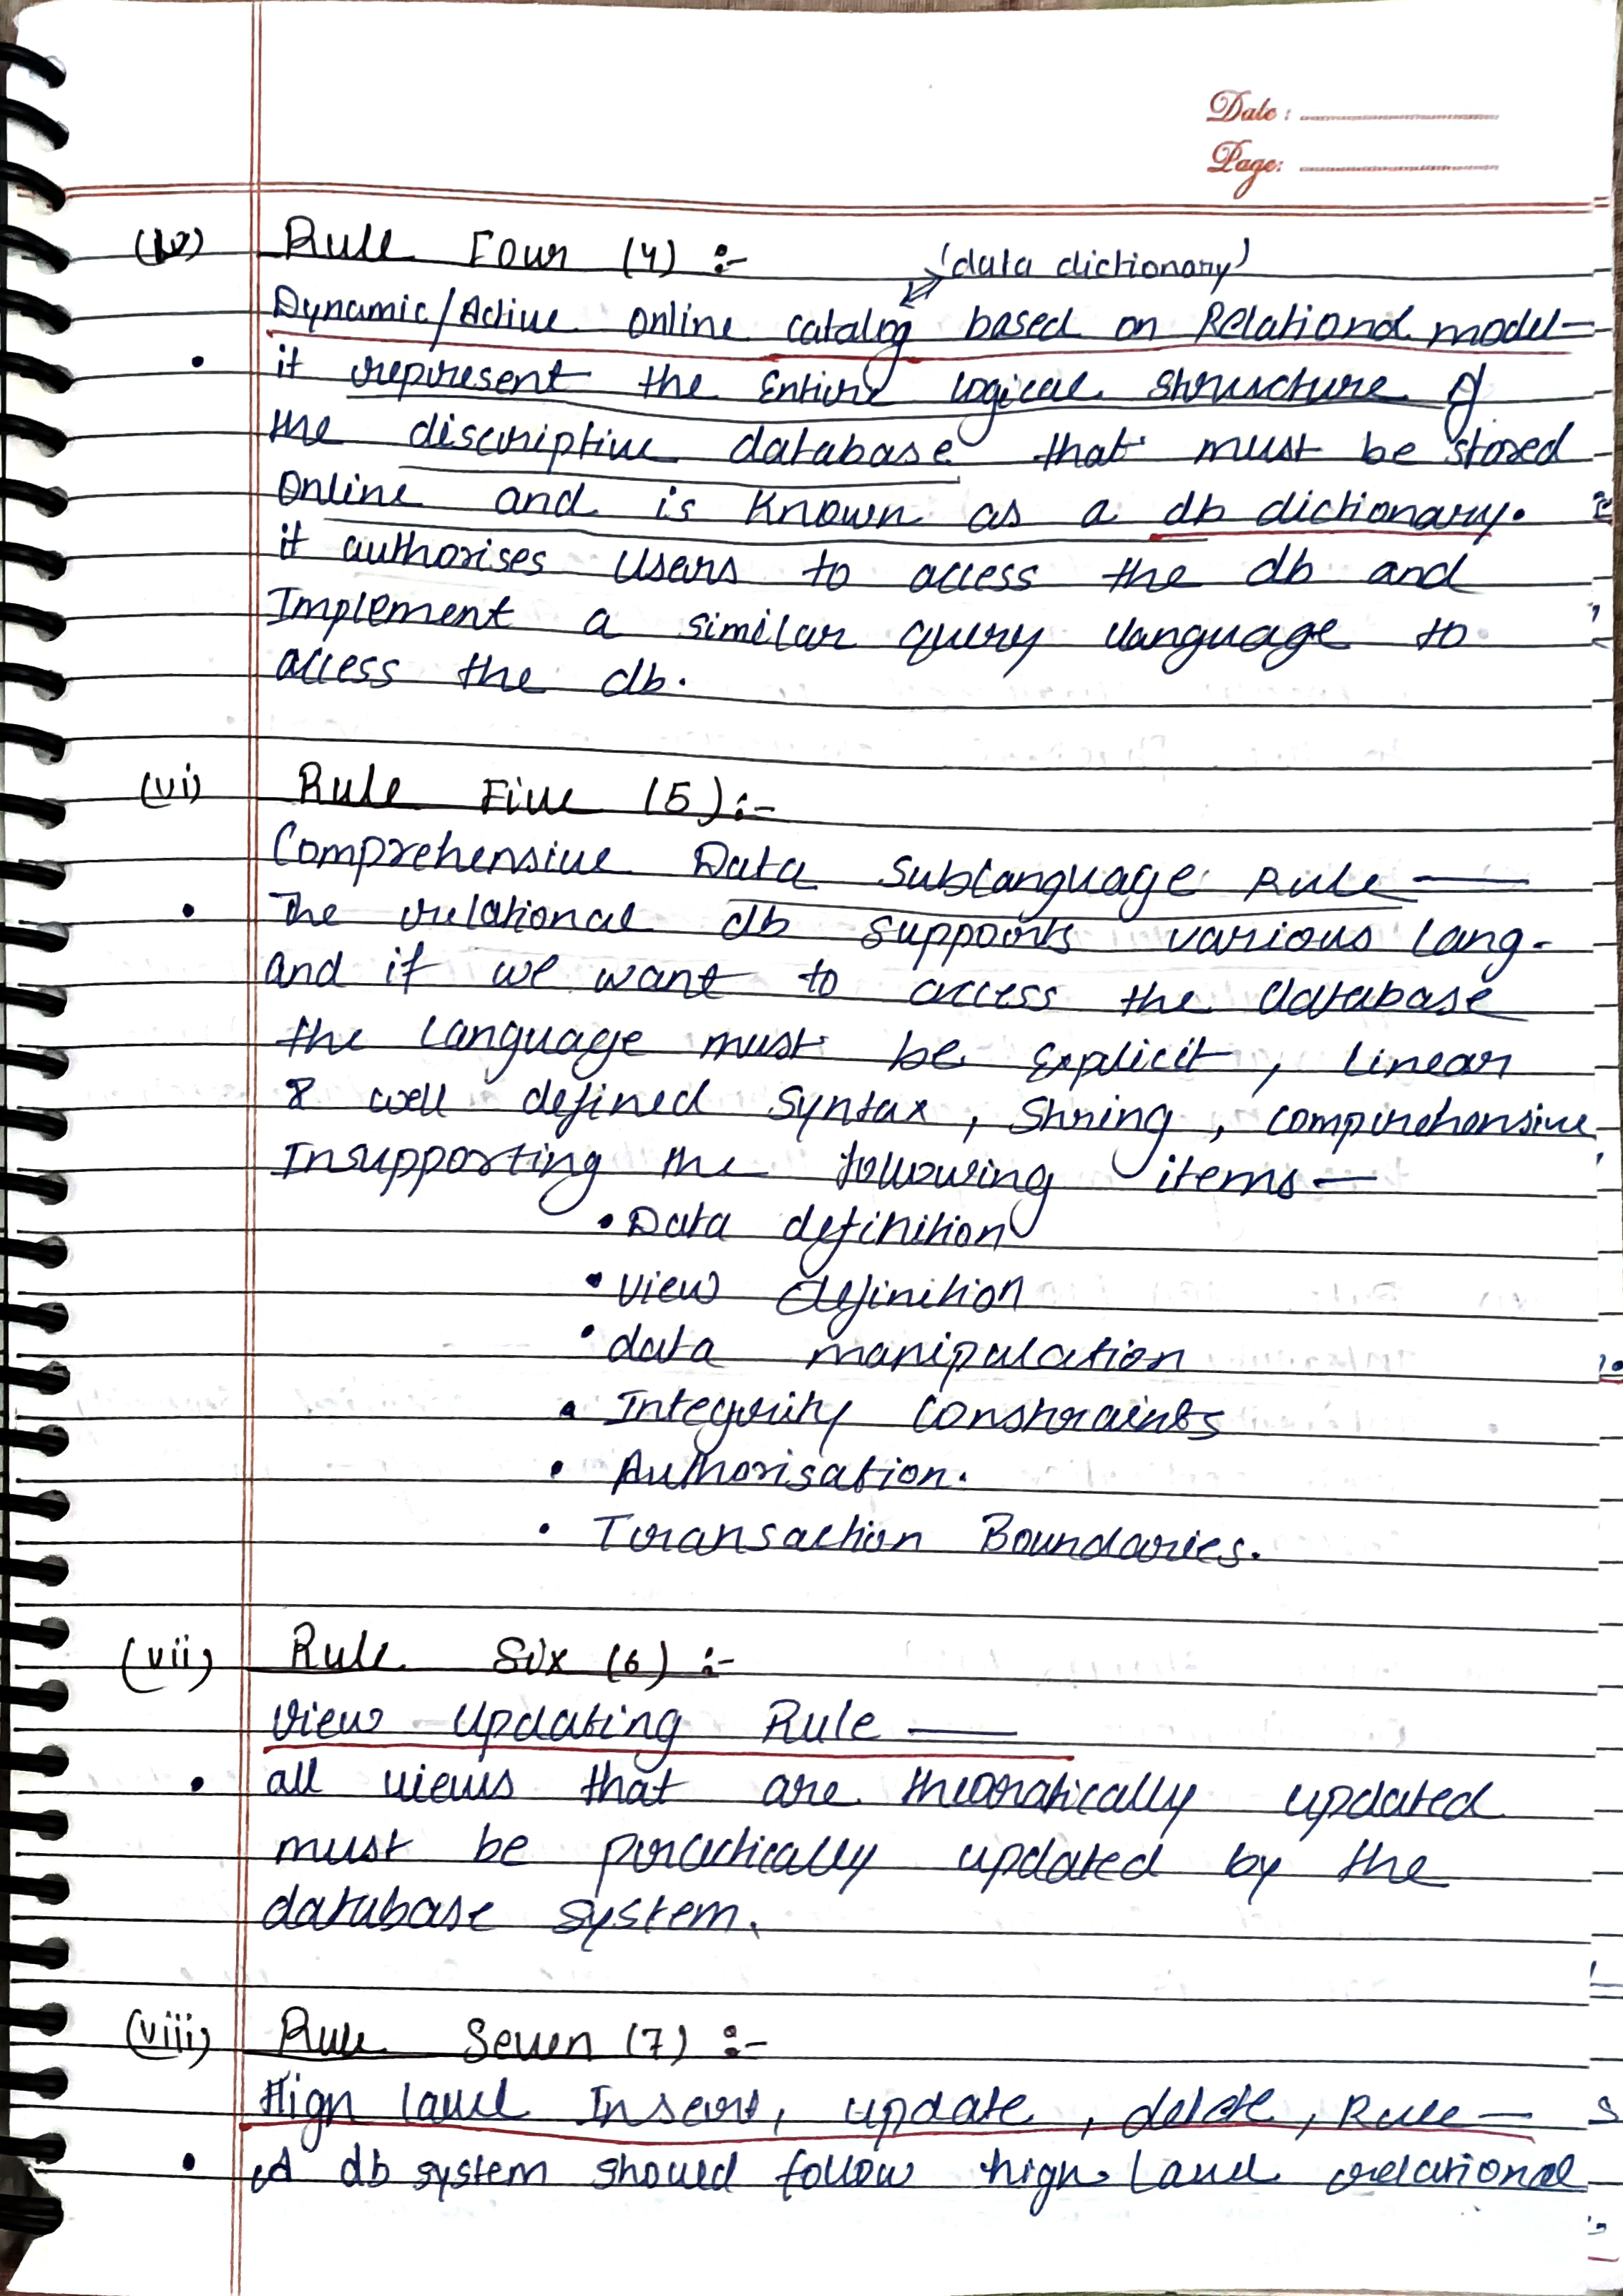 Date :
Page:
(iv) Rule Four (4) :-
(data dictionary)
Dynamic/Active online catalog based on Relational model-
• it represent the Entire logical structure of
the discriptive database that must be stored
Online and is known as a db dictionary.
it authorises Users to access the db and
Implement a similar query language to
access the db.
(vi) Rule Five (5):-
Comprehensive Data Sublanguage Rule —
• The relational db supports various lang.
and if we want to access the database
the language must be Explicit, linear
& well defined syntax, String, comprehensive
Insupporting the following items —
• Data definition
• view definition
• data manipulation
• Integrity Constraints
• Authorisation.
• Transaction Boundaries.
(vii) Rule Six (6) :-
View Updating Rule —
• all views that are theoratically updated
must be practically updated by the
database system.
(viii) Rule Seven (7) :-
High level Insert, update, delete, Rule —
• A db system should follow high level relational